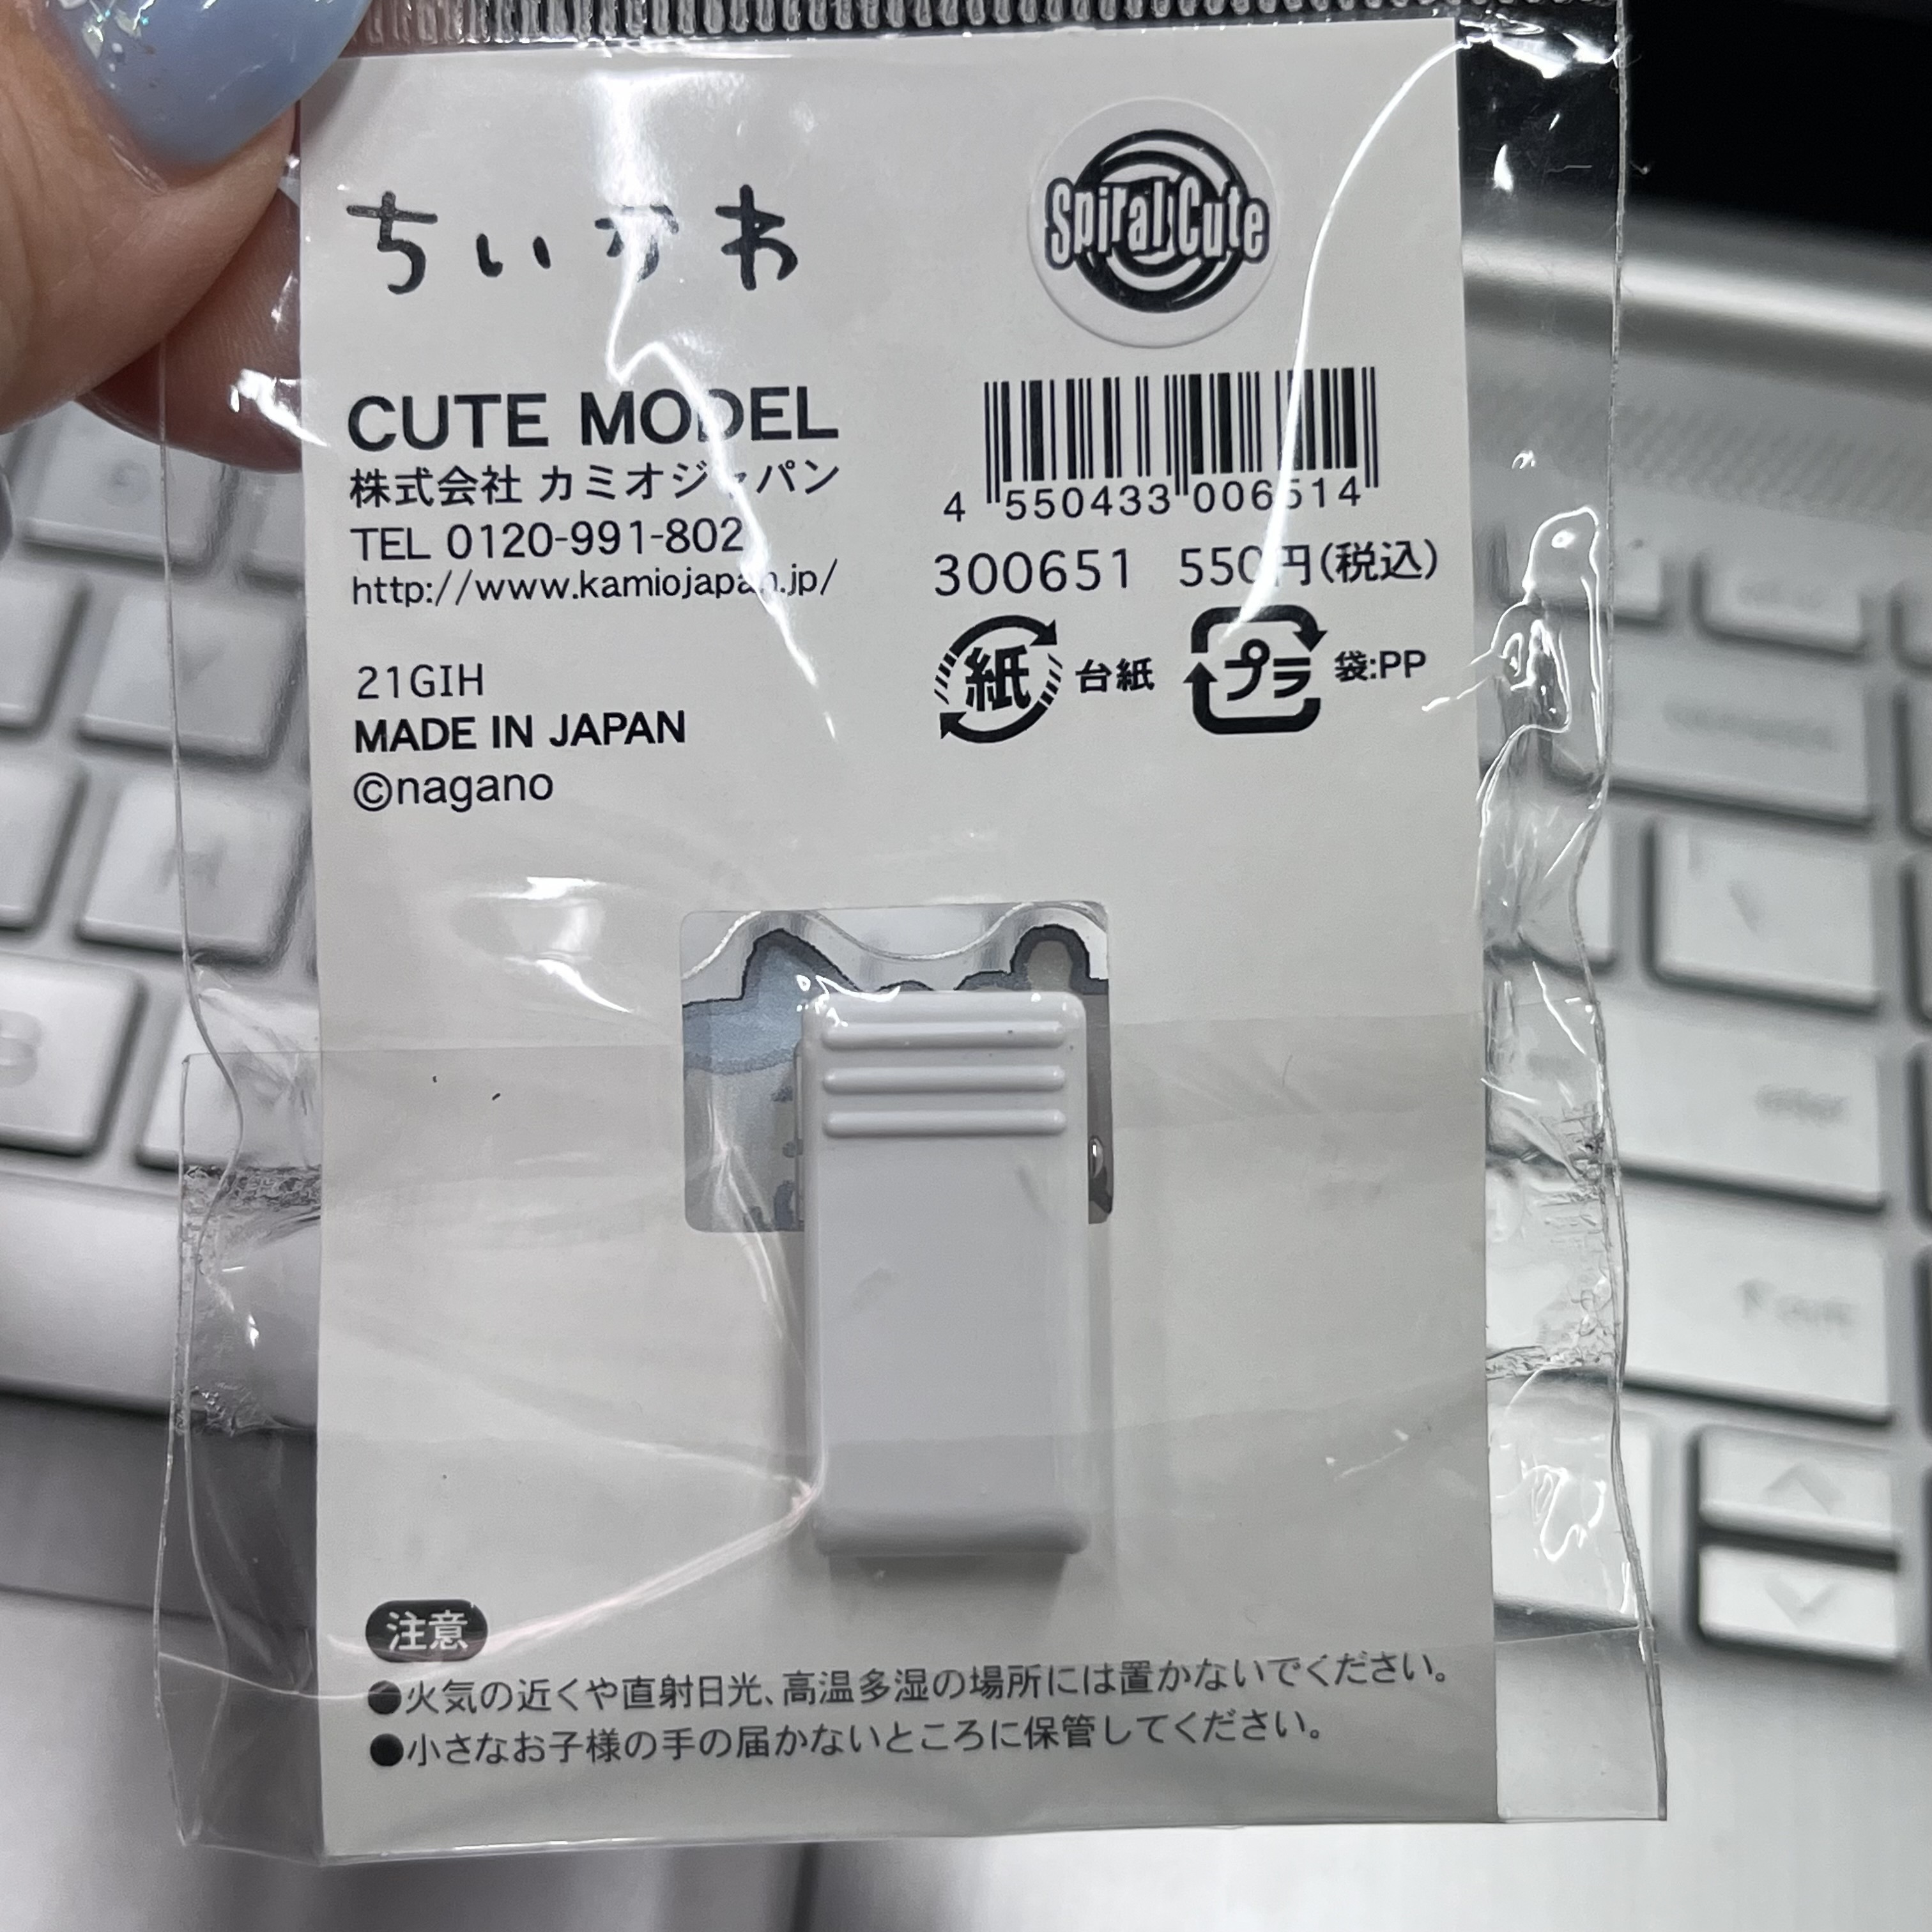 ちいかわ
Spiral Cute
CUTE MODEL
株式会社 カミオジャパン
TEL 0120-991-802
http://www.kamiojapan.jp/
21GIH
MADE IN JAPAN
©nagano
4 550433 006514
300651 550円(税込)
紙 台紙 プラ 袋:PP
注意
●火気の近くや直射日光、高温多湿の場所には置かないでください。
●小さなお子様の手の届かないところに保管してください。
enter